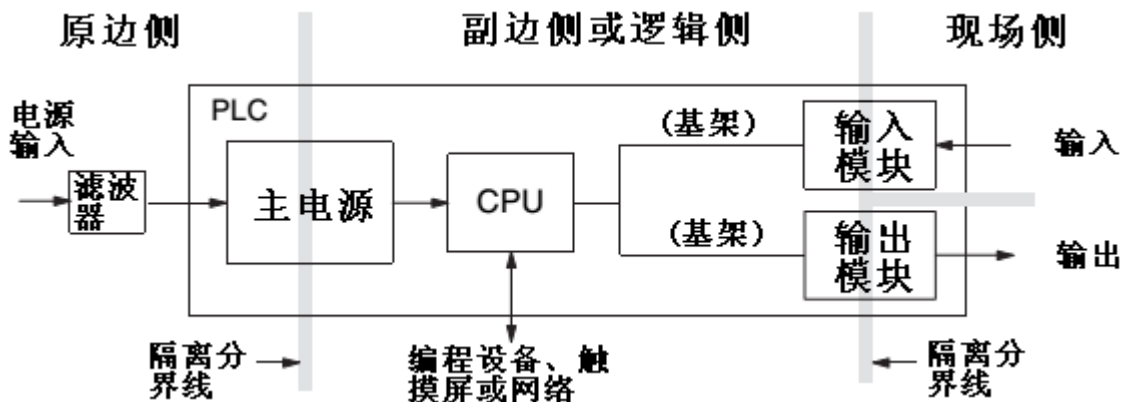 原边侧
副边侧或逻辑侧
现场侧
电源
输入
PLC
滤波
器
主电源
CPU
(基架)
(基架)
输入
模块
输出
模块
输入
输出
隔离分
界线
编程设备、触
摸屏或网络
隔离分
界线